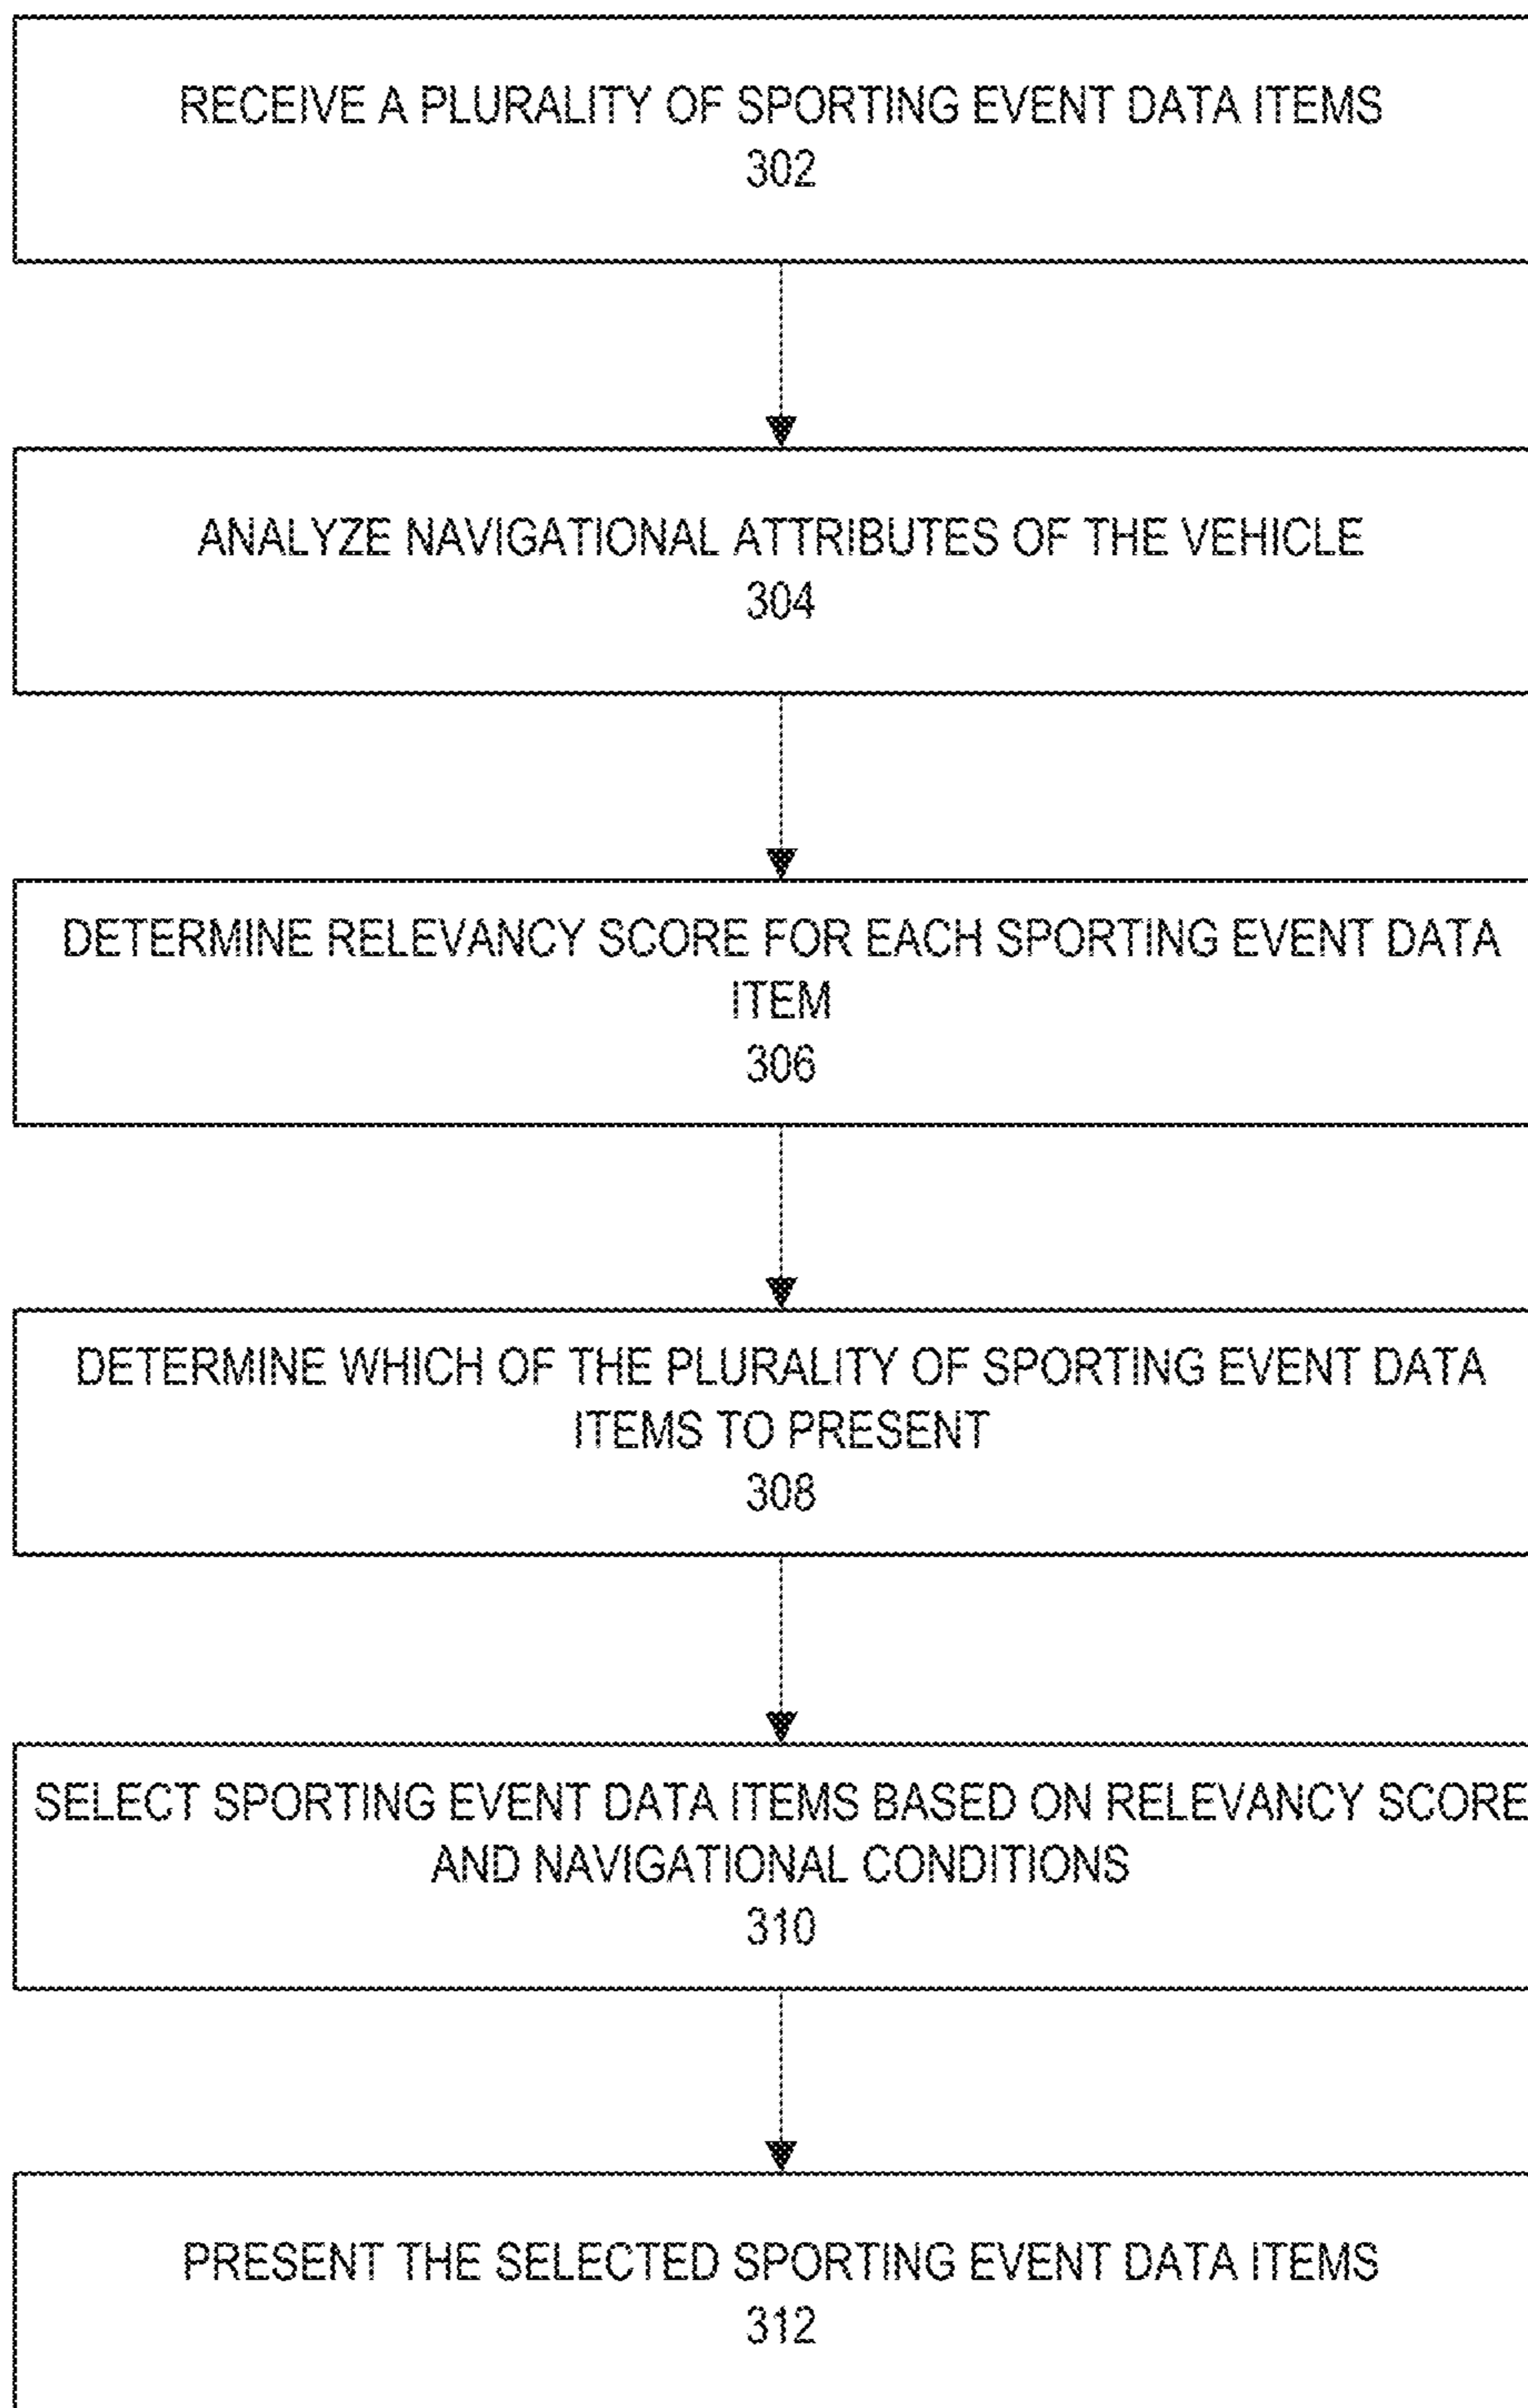 RECEIVE A PLURALITY OF SPORTING EVENT DATA ITEMS
302
ANALYZE NAVIGATIONAL ATTRIBUTES OF THE VEHICLE
304
DETERMINE RELEVANCY SCORE FOR EACH SPORTING EVENT DATA
ITEM
306
DETERMINE WHICH OF THE PLURALITY OF SPORTING EVENT DATA
ITEMS TO PRESENT
308
SELECT SPORTING EVENT DATA ITEMS BASED ON RELEVANCY SCORE
AND NAVIGATIONAL CONDITIONS
310
PRESENT THE SELECTED SPORTING EVENT DATA ITEMS
312